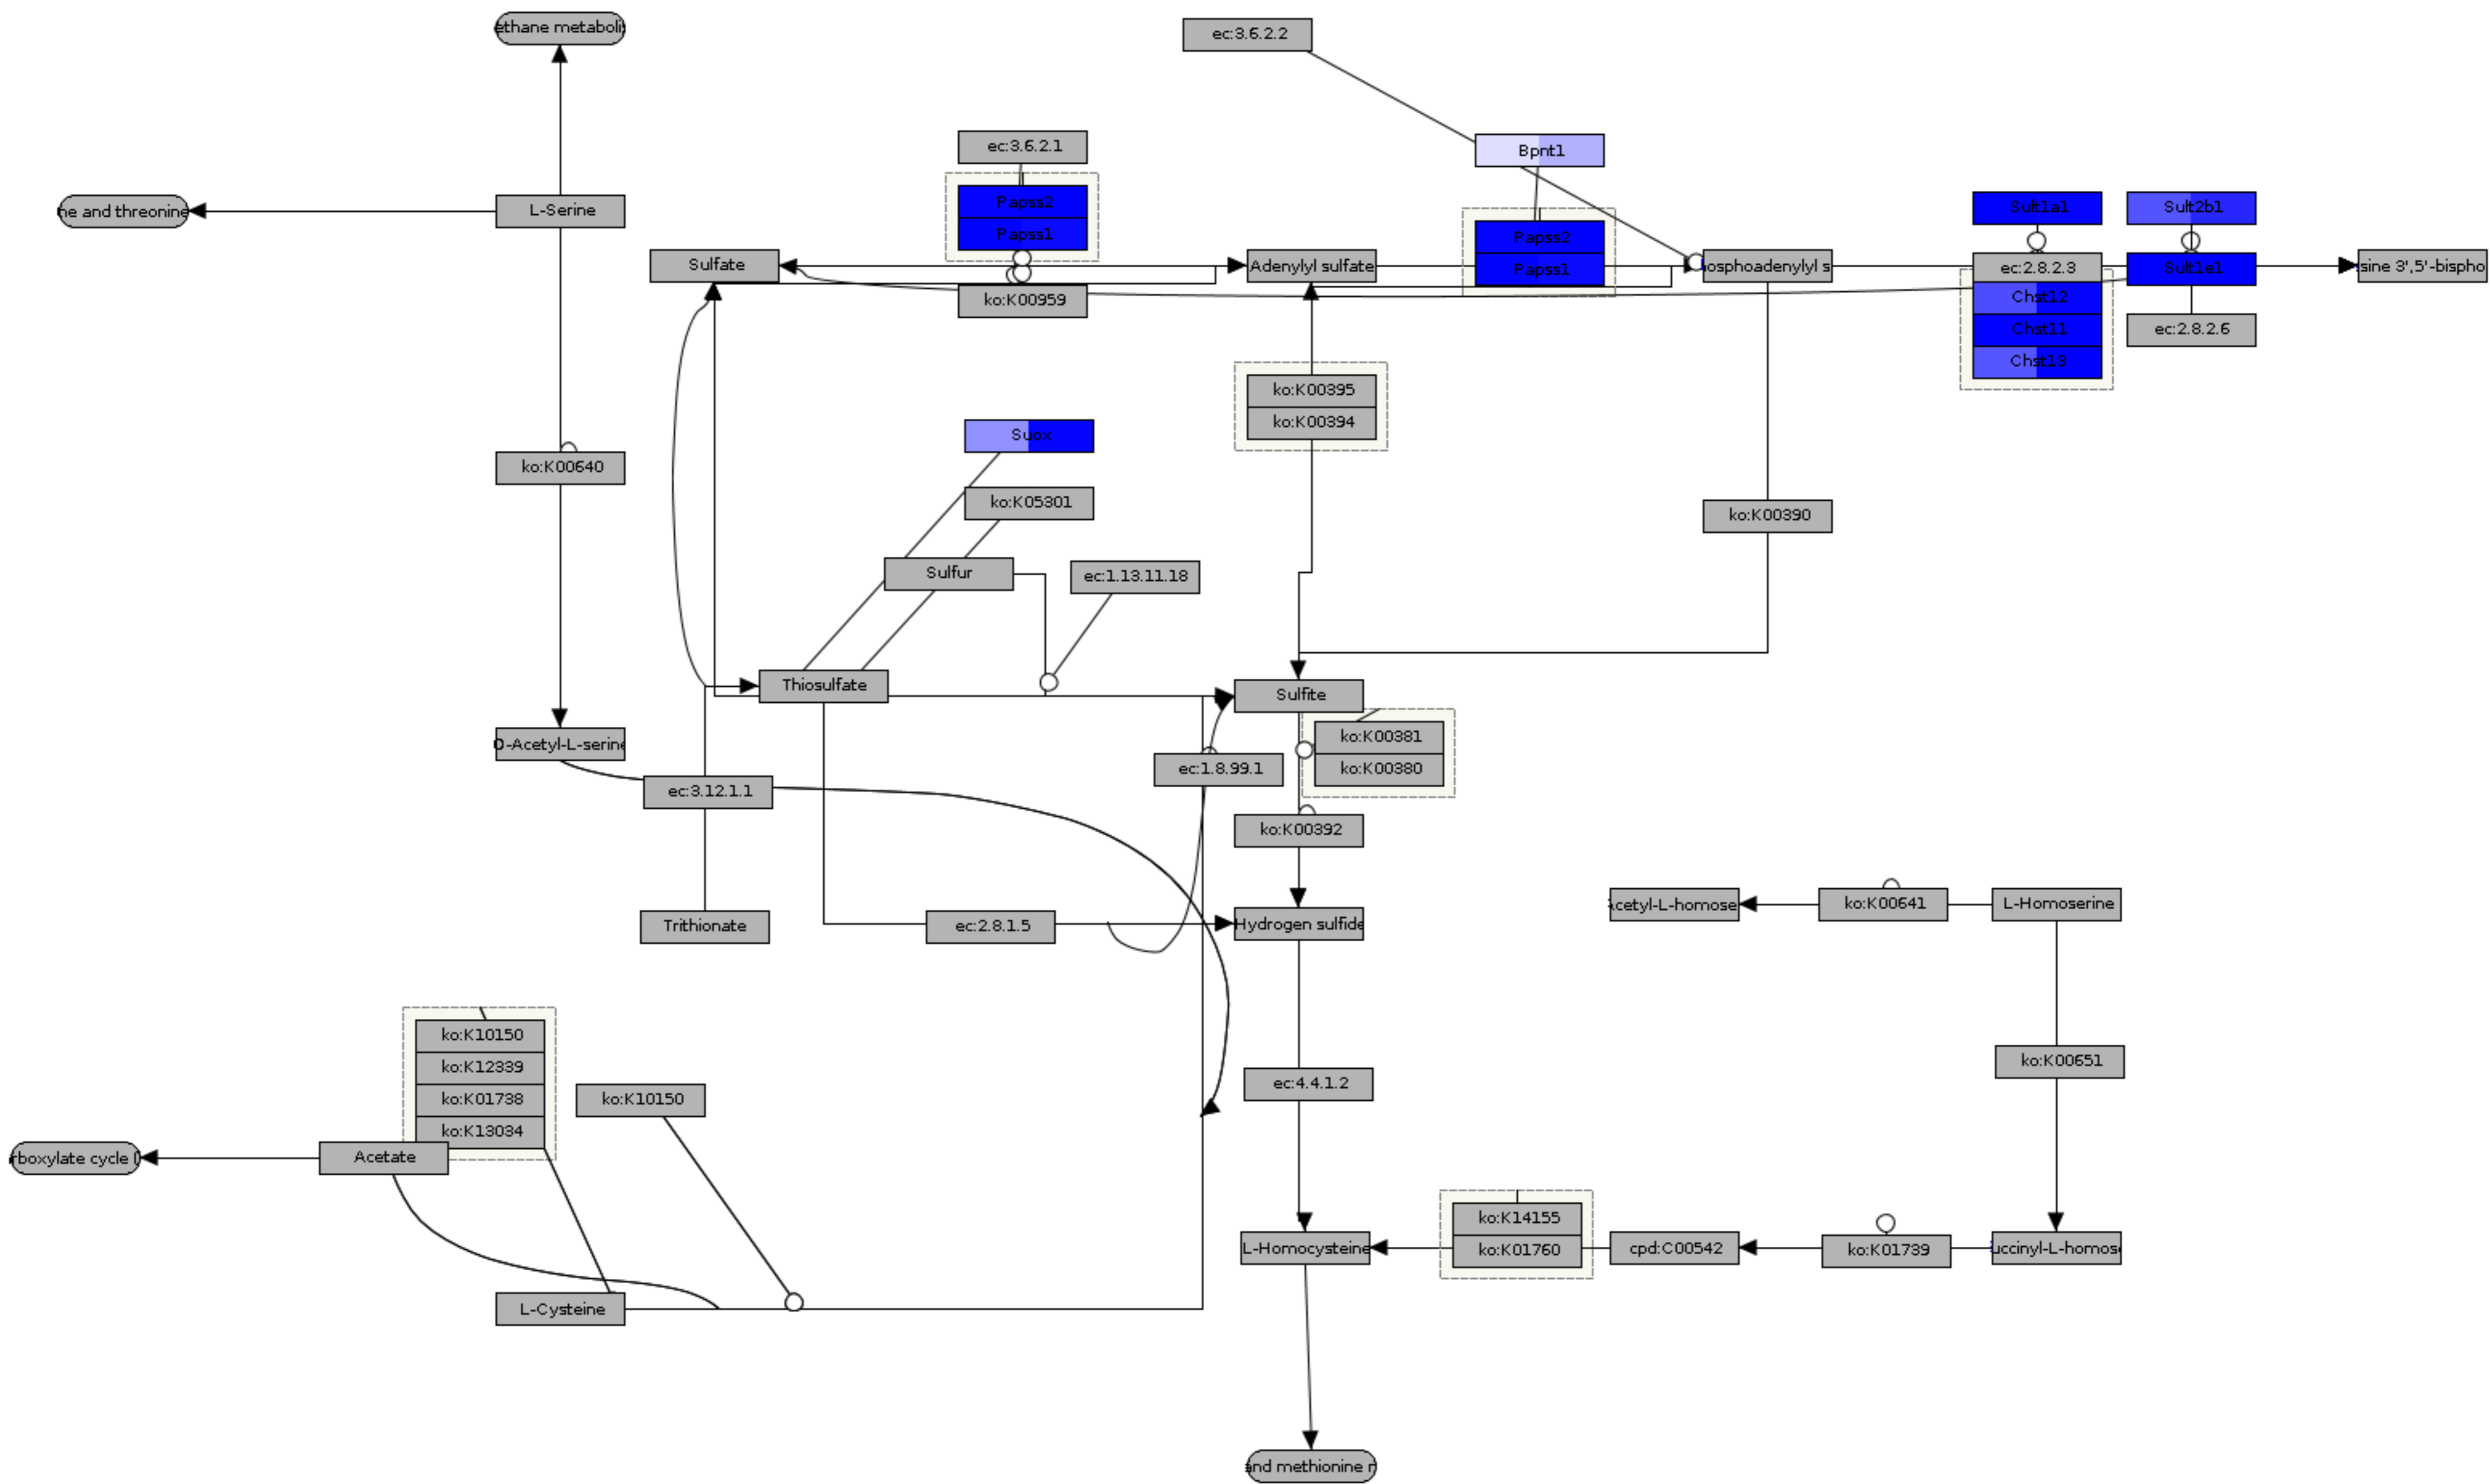 ethane metaboli
ec:3.6.2.2
ec:3.6.2.1
Bpnt1
ne and threonine
L-Serine
Papss2
Papss1
Sult1a1
Sult2b1
Sulfate
Adenylyl sulfate
Papss2
Papss1
osphoadenylyl s
ec:2.8.2.3
Sult1e1
sine 3',5'-bispho
ko:K00959
Chst12
Chst11
Chst13
ec:2.8.2.6
ko:K00395
ko:K00394
Suox
ko:K00640
ko:K05301
ko:K00390
Sulfur
ec:1.13.11.18
Thiosulfate
Sulfite
O-Acetyl-L-serine
ko:K00381
ko:K00380
ec:1.8.99.1
ec:3.12.1.1
ko:K00392
Trithionate
ec:2.8.1.5
Hydrogen sulfide
cetyl-L-homose
ko:K00641
L-Homoserine
ko:K10150
ko:K12339
ko:K01738
ko:K13034
ko:K10150
ec:4.4.1.2
ko:K00651
rboxylate cycle (
Acetate
ko:K14155
ko:K01760
L-Homocysteine
cpd:C00542
ko:K01739
uccinyl-L-homos
L-Cysteine
and methionine m